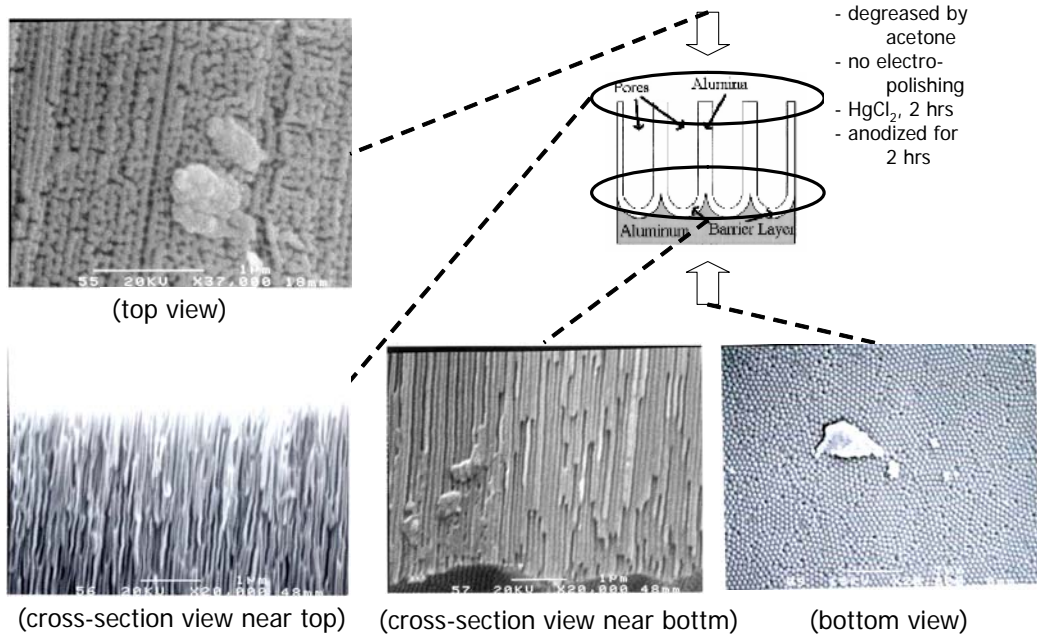 - degreased by
acetone
- no electro-
polishing
- HgCl2, 2 hrs
- anodized for
2 hrs
Pores
Alumina
Aluminum
Barrier Layer
1µm
55 20KV X37,000 18mm
(top view)
1µm
56 20KV X20,000 48mm
(cross-section view near top)
1µm
57 20KV X20,000 48mm
(cross-section view near bottm)
(bottom view)